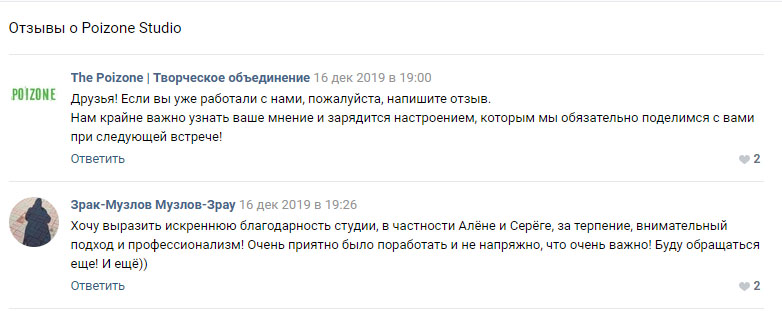 Отзывы о Poizone Studio
The Poizone | Творческое объединение 16 дек 2019 в 19:00
POIZONE
Друзья! Если вы уже работали с нами, пожалуйста, напишите отзыв.
Нам крайне важно узнать ваше мнение и зарядится настроением, которым мы обязательно поделимся с вами
при следующей встрече!
Ответить
2
Зрак-Музлов Музлов-Зрау 16 дек 2019 в 19:26
Хочу выразить искреннюю благодарность студии, в частности Алёне и Серёге, за терпение, внимательный
подход и профессионализм! Очень приятно было поработать и не напряжно, что очень важно! Буду обращаться
еще! И ещё))
Ответить
2